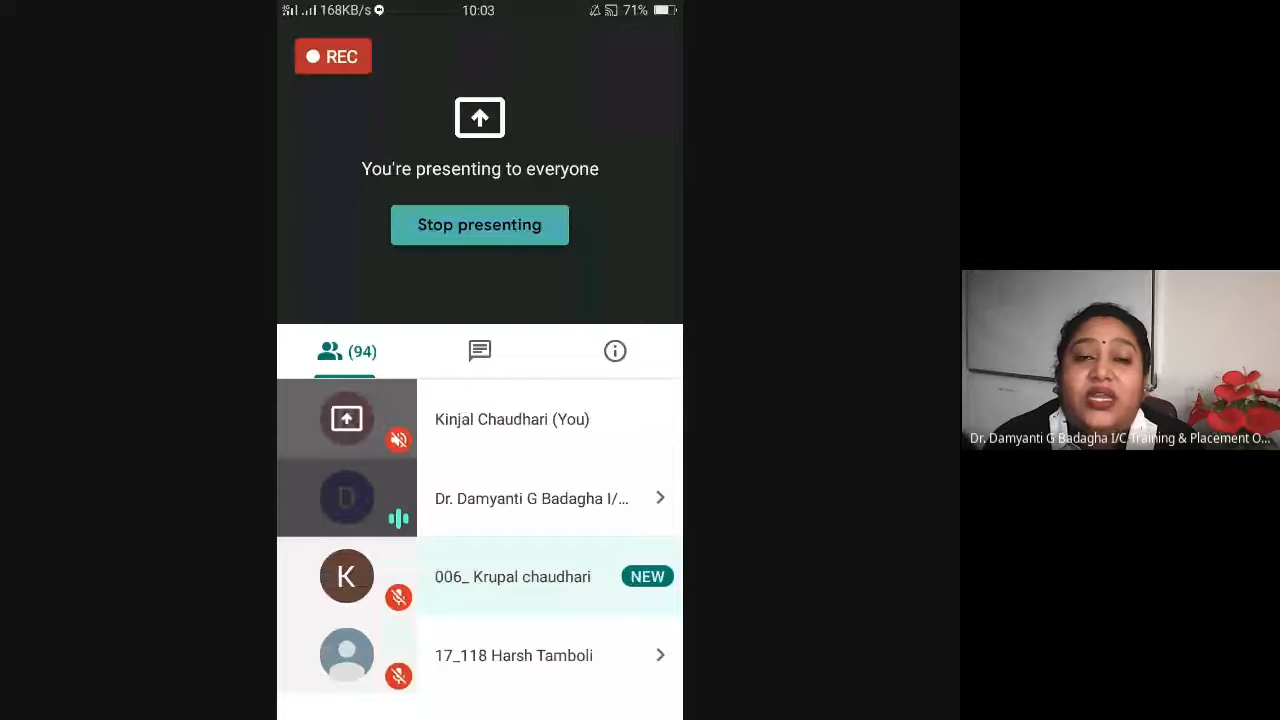 168KB/s 10:03 71%
REC
You're presenting to everyone
Stop presenting
(94)
Kinjal Chaudhari (You)
D
Dr. Damyanti G Badagha I/...
K
006_ Krupal chaudhari NEW
17_118 Harsh Tamboli
Dr. Damyanti G Badagha I/C Training & Placement O...